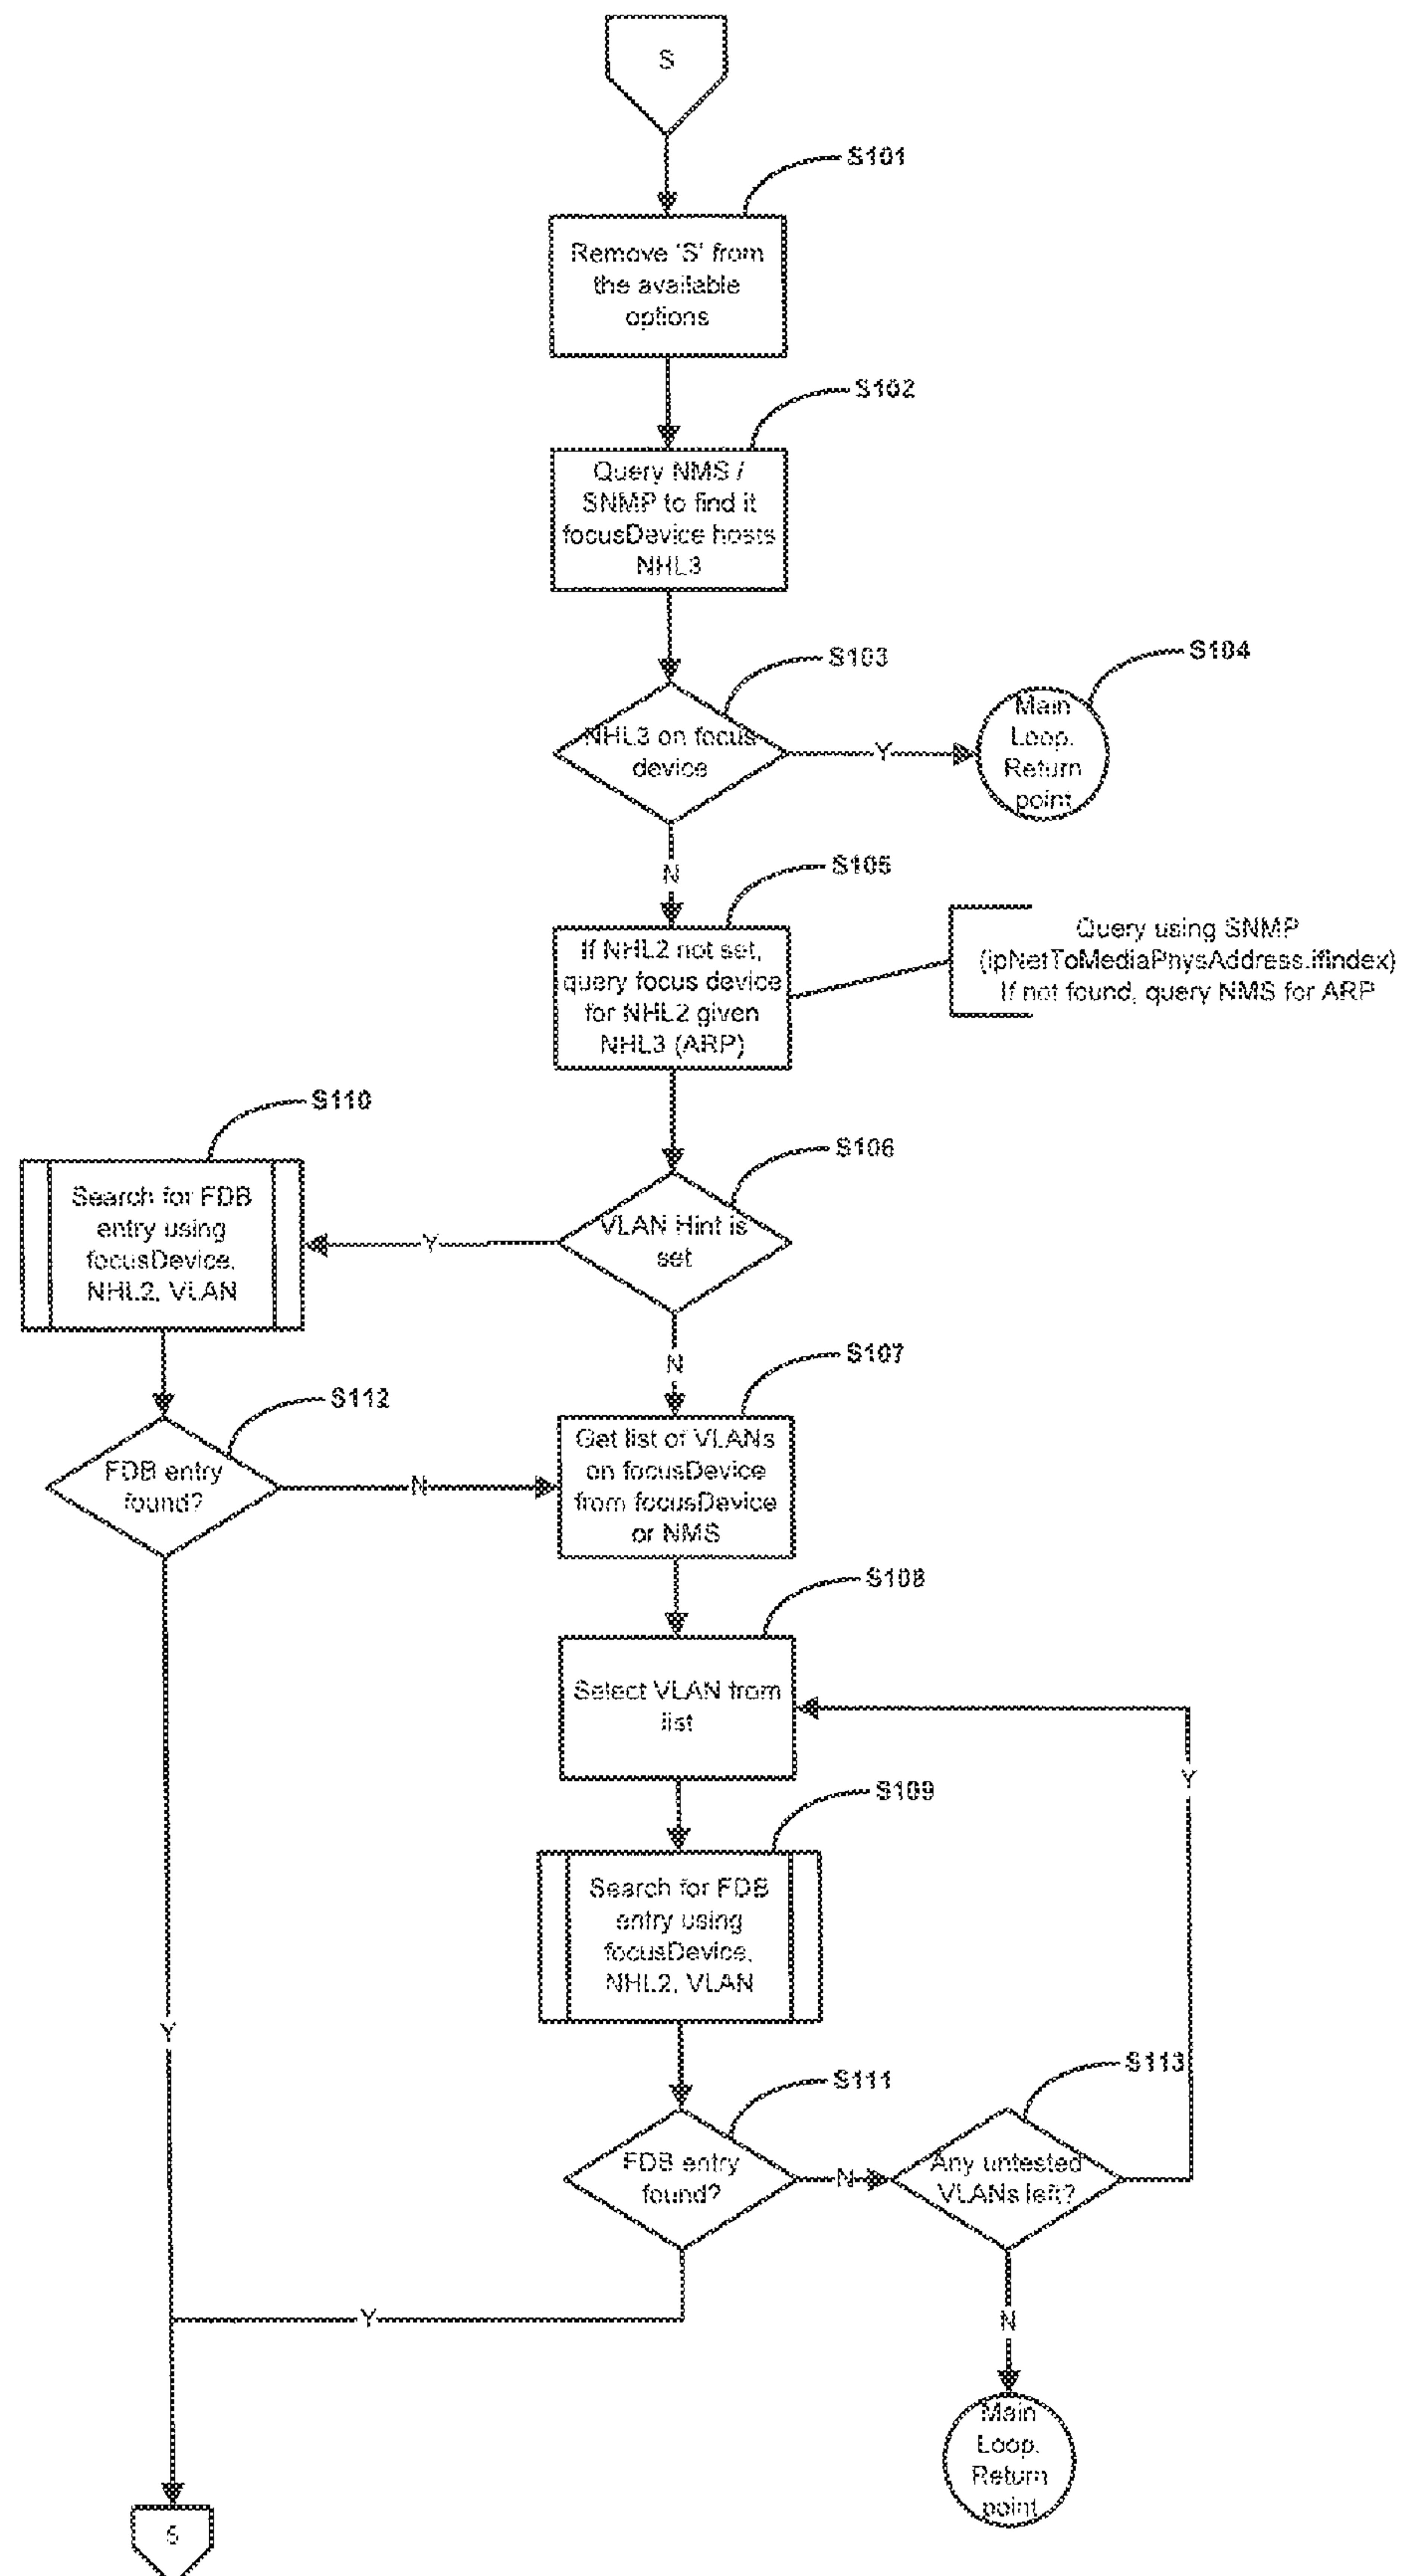 S
S101
Remove 'S' from
the available
options
S102
Query NMS /
SNMP to find it
focusDevice hosts
NHL3
S103
NHL3 on focus
device
Y
S104
Main
Loop.
Return
point
N
S105
If NHL2 not set,
query focus device
for NHL2 given
NHL3 (ARP)
Query using SNMP
(ipNetToMediaPhysAddress.ifIndex)
If not found, query NMS for ARP
S106
VLAN Hint is
set
Y
S110
Search for FDB
entry using
focusDevice,
NHL2, VLAN
N
S107
Get list of VLANs
on focusDevice
from focusDevice
or NMS
S112
FDB entry
found?
N
S108
Select VLAN from
list
Y
S109
Search for FDB
entry using
focusDevice,
NHL2, VLAN
Y
S111
FDB entry
found?
N
S113
Any untested
VLANs left?
Y
N
Main
Loop.
Return
point